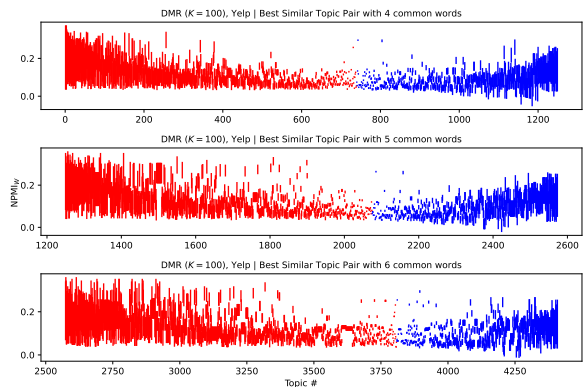 DMR (K = 100), Yelp | Best Similar Topic Pair with 4 common words
0.2
0.0
0 200 400 600 800 1000 1200
DMR (K = 100), Yelp | Best Similar Topic Pair with 5 common words
NPMI_W
0.2
0.0
1200 1400 1600 1800 2000 2200 2400 2600
DMR (K = 100), Yelp | Best Similar Topic Pair with 6 common words
0.2
0.0
2500 2750 3000 3250 3500 3750 4000 4250
Topic #